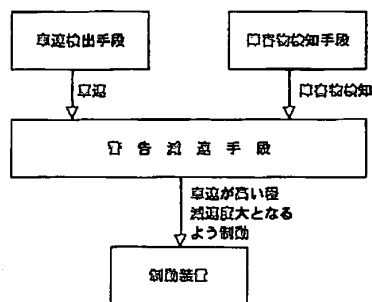 車速検出手段
障害物検知手段
車速
障害物検知
警告減速手段
車速が高い程
減速度大となる
よう制動
制動装置